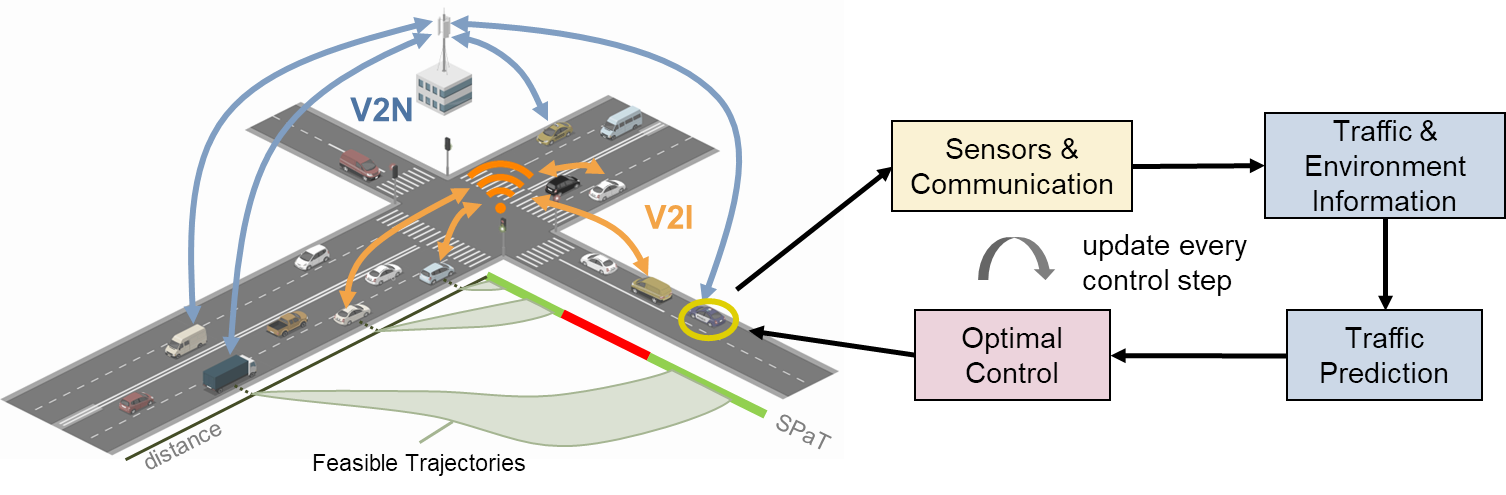 V2N
V2I
distance
SPaT
Feasible Trajectories
Sensors &
Communication
Traffic &
Environment
Information
update every
control step
Optimal
Control
Traffic
Prediction